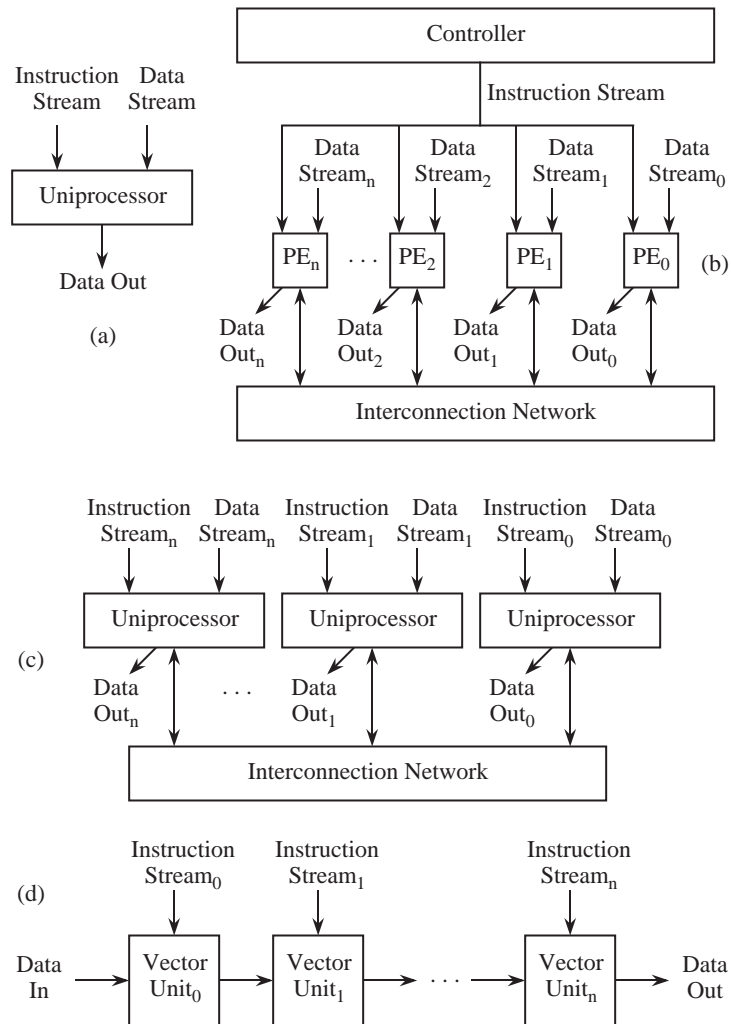 Controller
Instruction Stream
Data Stream
Instruction Stream
Data Streamₙ
Data Stream₂
Data Stream₁
Data Stream₀
Uniprocessor
PEₙ
. . .
PE₂
PE₁
PE₀
(b)
Data Out
(a)
Data Outₙ
Data Out₂
Data Out₁
Data Out₀
Interconnection Network
Instruction Streamₙ
Data Streamₙ
Instruction Stream₁
Data Stream₁
Instruction Stream₀
Data Stream₀
Uniprocessor
Uniprocessor
Uniprocessor
(c)
Data Outₙ
. . .
Data Out₁
Data Out₀
Interconnection Network
(d)
Instruction Stream₀
Instruction Stream₁
Instruction Streamₙ
Data In
Vector Unit₀
Vector Unit₁
. . .
Vector Unitₙ
Data Out